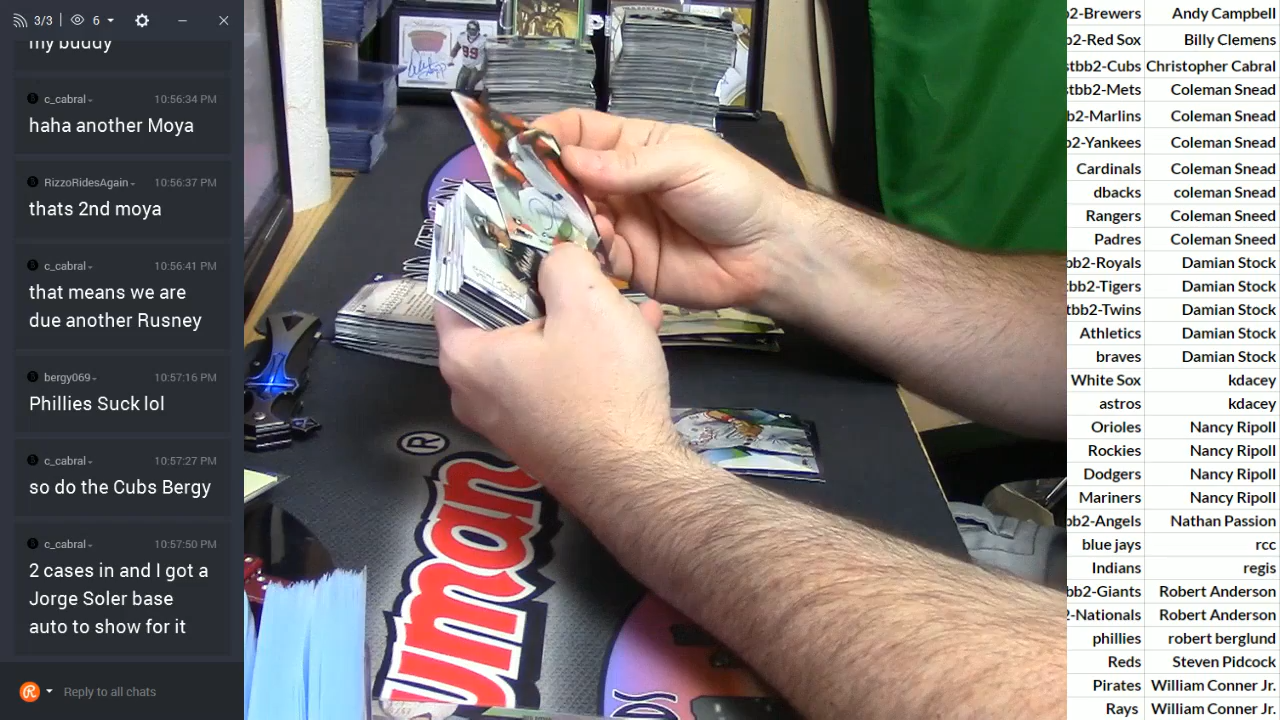 3/3 6
my buddy
c_cabral 10:56:34 PM
hana another Moya
RizzoRidesAgain 10:56:37 PM
thats 2nd moya
c_cabral 10:56:41 PM
that means we are
due another Rusney
bergy069 10:57:16 PM
Phillies Suck lol
c_cabral 10:57:27 PM
so do the Cubs Bergy
c_cabral 10:57:50 PM
2 cases in and I got a
Jorge Soler base
auto to show for it
Reply to all chats
99
yman
®
b2-Brewers Andy Campbell
b2-Red Sox Billy Clemens
stbb2-Cubs Christopher Cabral
stbb2-Mets Coleman Snead
bb2-Marlins Coleman Snead
b2-Yankees Coleman Snead
Cardinals Coleman Snead
dbacks coleman Snead
Rangers Coleman Sneed
Padres Coleman Sneed
bb2-Royals Damian Stock
bb2-Tigers Damian Stock
tbb2-Twins Damian Stock
Athletics Damian Stock
braves Damian Stock
White Sox kdacey
astros kdacey
Orioles Nancy Ripoll
Rockies Nancy Ripoll
Dodgers Nancy Ripoll
Mariners Nancy Ripoll
bb2-Angels Nathan Passion
blue jays rcc
Indians regis
bb2-Giants Robert Anderson
2-Nationals Robert Anderson
phillies robert berglund
Reds Steven Pidcock
Pirates William Conner Jr.
Rays William Conner Jr.